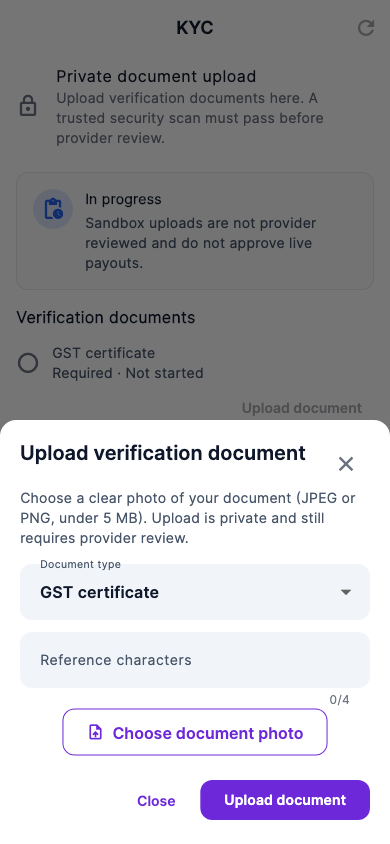 KYC
Private document upload
Upload verification documents here. A
trusted security scan must pass before
provider review.
In progress
Sandbox uploads are not provider
reviewed and do not approve live
payouts.
Verification documents
GST certificate
Required · Not started
Upload document
Upload verification document
Choose a clear photo of your document (JPEG or
PNG, under 5 MB). Upload is private and still
requires provider review.
Document type
GST certificate
Reference characters
0/4
Choose document photo
Close
Upload document